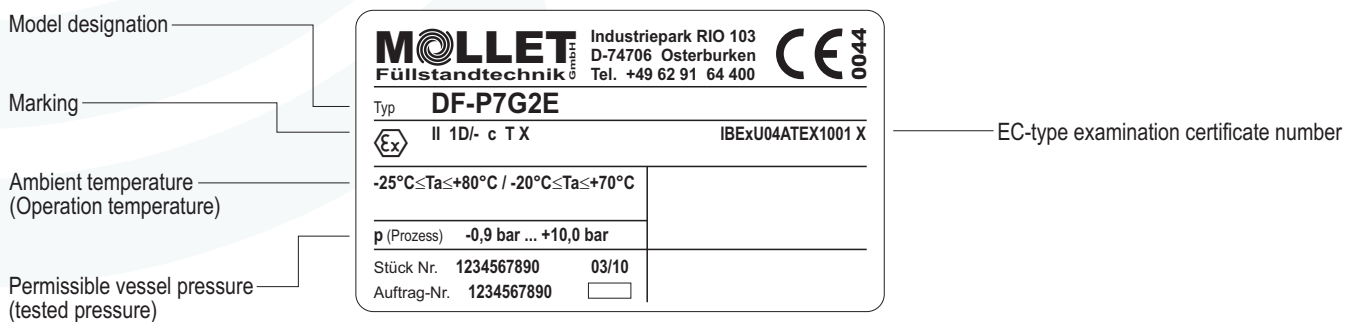 Model designation
Marking
Ambient temperature
(Operation temperature)
Permissible vessel pressure
(tested pressure)
MOLLET GmbH
Füllstandtechnik
Industriepark RIO 103
D-74706 Osterburken
Tel. +49 62 91 64 400
CE 0044
Typ DF-P7G2E
Ex II 1D/- c T X IBExU04ATEX1001 X
-25°C≤Ta≤+80°C / -20°C≤Ta≤+70°C
p (Prozess) -0,9 bar ... +10,0 bar
Stück Nr. 1234567890 03/10
Auftrag-Nr. 1234567890
EC-type examination certificate number